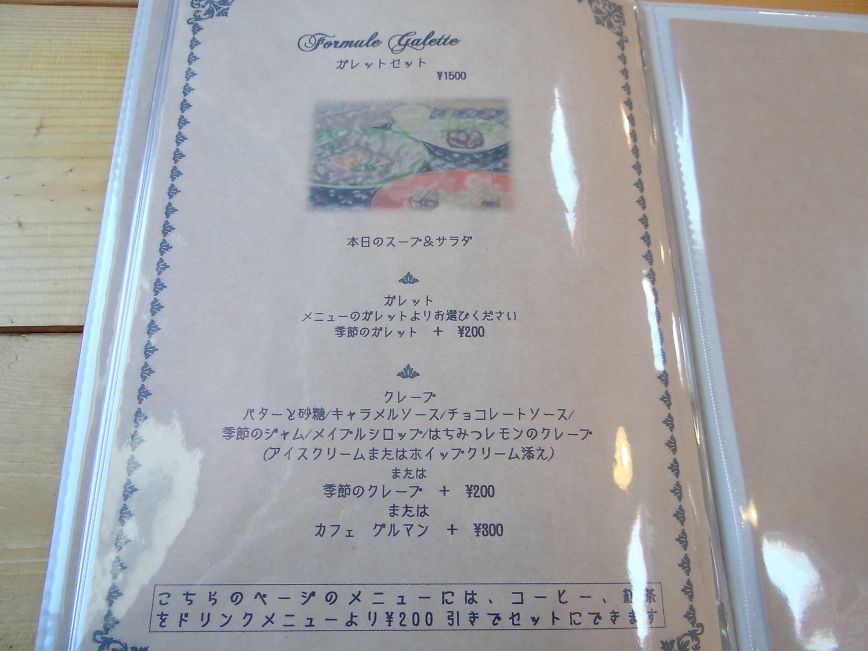 Formule Galette
ガレットセット
¥1500
本日のスープ&サラダ
ガレット
メニューのガレットよりお選びください
季節のガレット + ¥200
クレープ
バターと砂糖/キャラメルソース/チョコレートソース/
季節のジャム/メイプルシロップ/はちみつレモンのクレープ
(アイスクリームまたはホイップクリーム添え)
または
季節のクレープ + ¥200
または
カフェ グルマン + ¥300
こちらのページのメニューには、コーヒー、紅茶
をドリンクメニューより¥200 引きでセットにできます